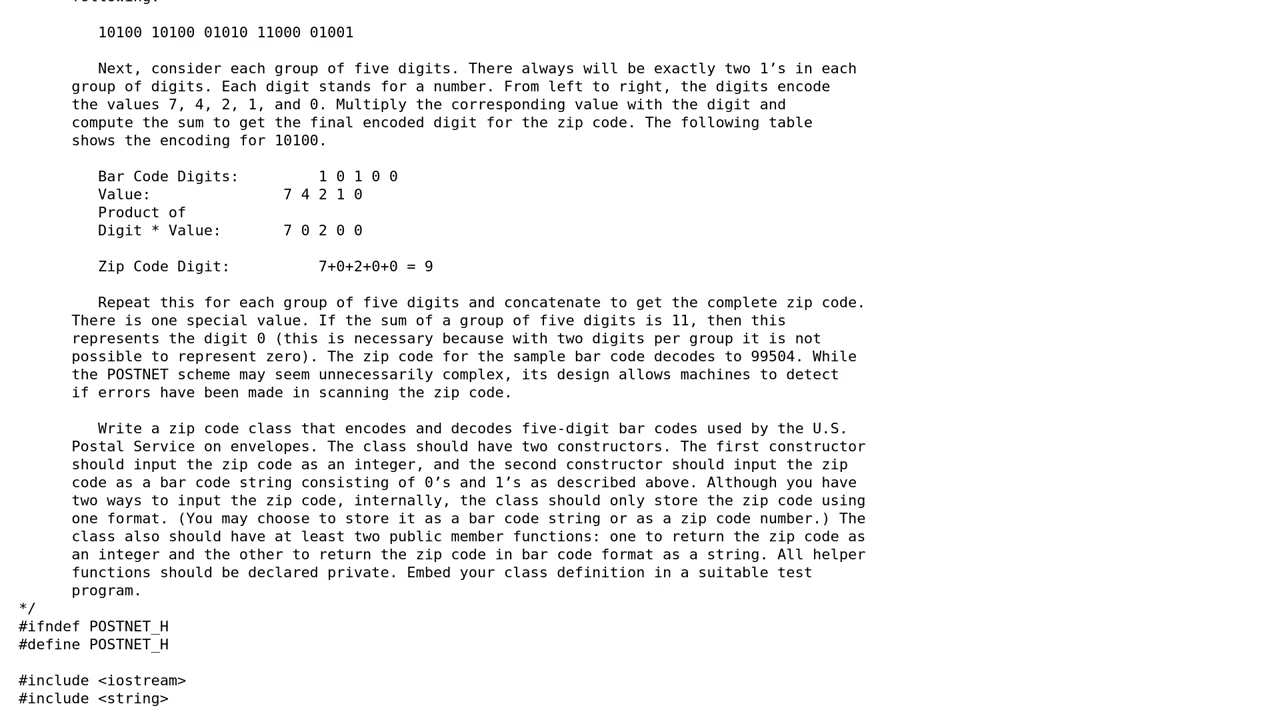 following:
10100 10100 01010 11000 01001
Next, consider each group of five digits. There always will be exactly two 1’s in each
group of digits. Each digit stands for a number. From left to right, the digits encode
the values 7, 4, 2, 1, and 0. Multiply the corresponding value with the digit and
compute the sum to get the final encoded digit for the zip code. The following table
shows the encoding for 10100.
Bar Code Digits: 1 0 1 0 0
Value: 7 4 2 1 0
Product of
Digit * Value: 7 0 2 0 0
Zip Code Digit: 7+0+2+0+0 = 9
Repeat this for each group of five digits and concatenate to get the complete zip code.
There is one special value. If the sum of a group of five digits is 11, then this
represents the digit 0 (this is necessary because with two digits per group it is not
possible to represent zero). The zip code for the sample bar code decodes to 99504. While
the POSTNET scheme may seem unnecessarily complex, its design allows machines to detect
if errors have been made in scanning the zip code.
Write a zip code class that encodes and decodes five-digit bar codes used by the U.S.
Postal Service on envelopes. The class should have two constructors. The first constructor
should input the zip code as an integer, and the second constructor should input the zip
code as a bar code string consisting of 0’s and 1’s as described above. Although you have
two ways to input the zip code, internally, the class should only store the zip code using
one format. (You may choose to store it as a bar code string or as a zip code number.) The
class also should have at least two public member functions: one to return the zip code as
an integer and the other to return the zip code in bar code format as a string. All helper
functions should be declared private. Embed your class definition in a suitable test
program.
*/
#ifndef POSTNET_H
#define POSTNET_H
#include <iostream>
#include <string>